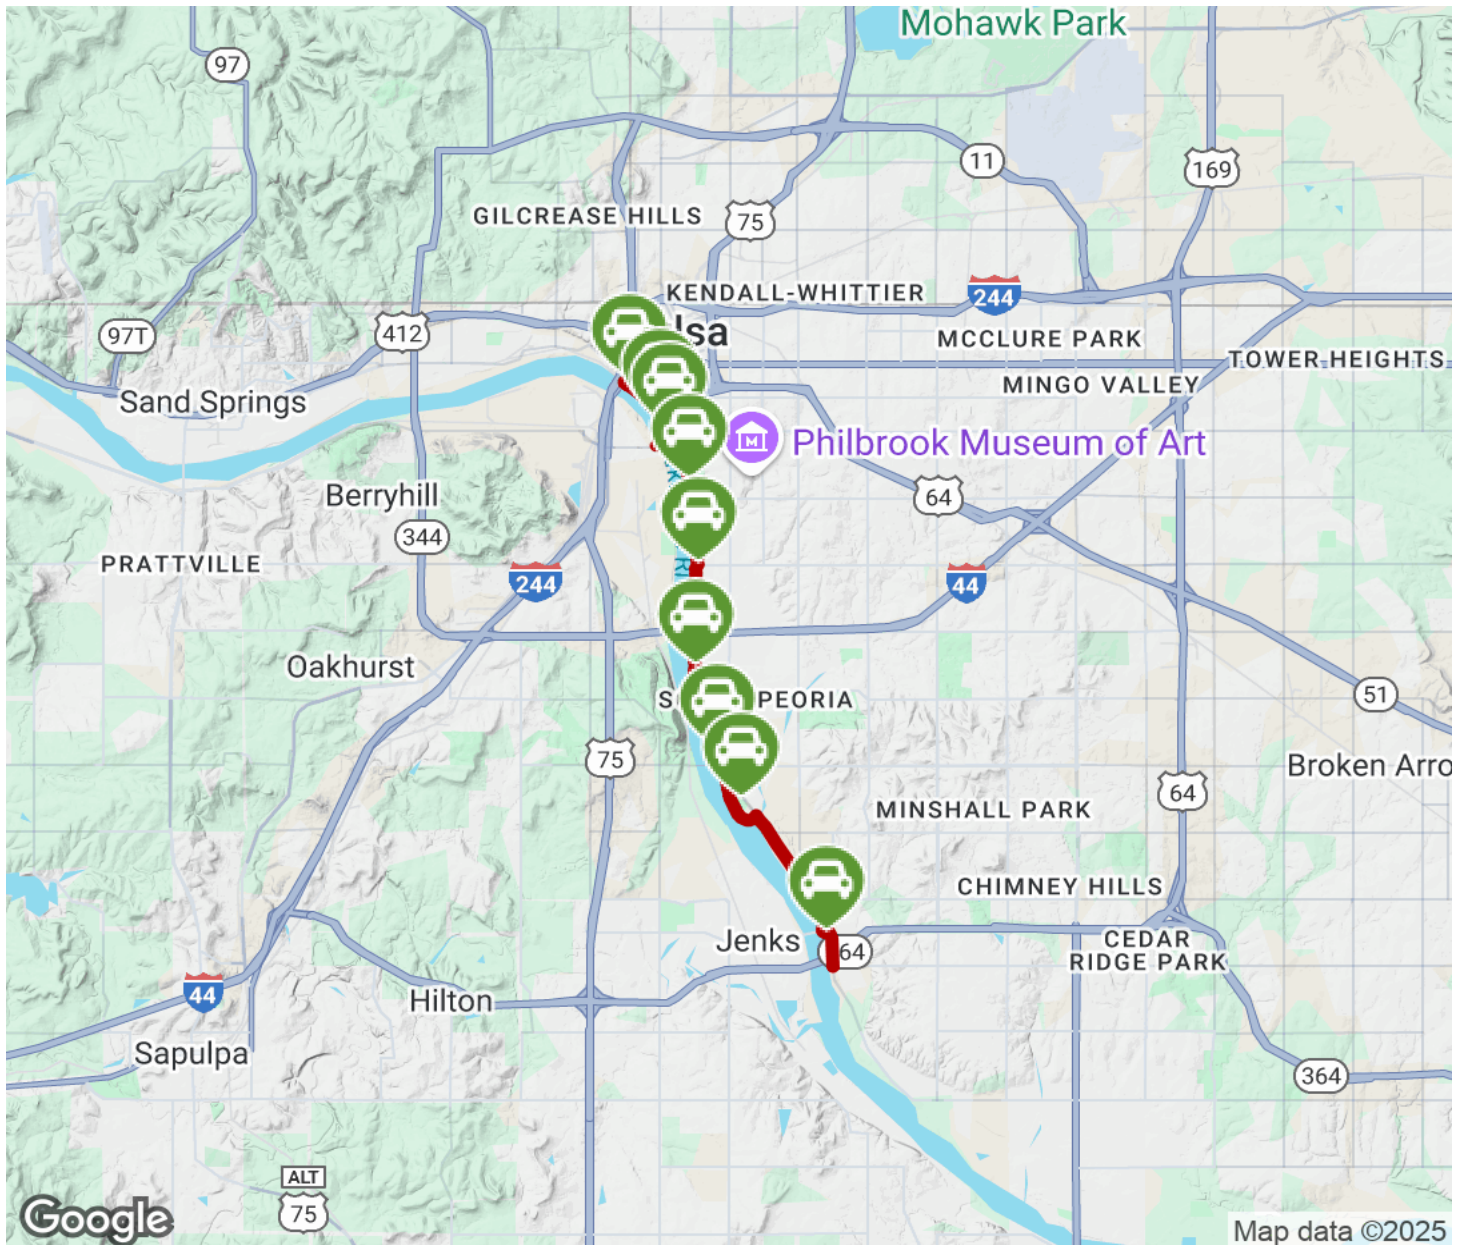 Mohawk Park
97
11
169
GILCREASE HILLS
75
KENDALL-WHITTIER
244
97T
412
lsa
MCCLURE PARK
TOWER HEIGHTS
MINGO VALLEY
Sand Springs
Philbrook Museum of Art
Berryhill
64
344
PRATTVILLE
244
44
Oakhurst
51
S PEORIA
75
Broken Arro
64
MINSHALL PARK
CHIMNEY HILLS
Jenks
64
CEDAR
RIDGE PARK
44
Hilton
Sapulpa
364
ALT
75
Google
Map data ©2025